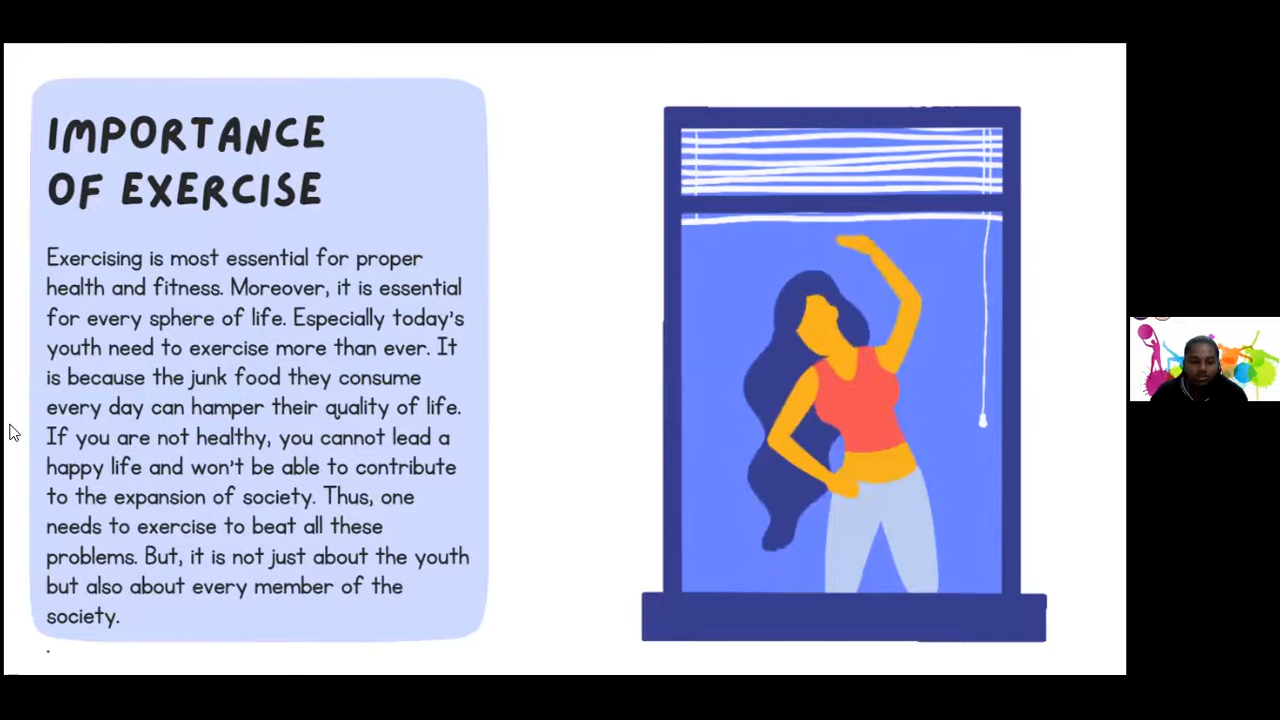 IMPORTANCE
OF EXERCISE
Exercising is most essential for proper
health and fitness. Moreover, it is essential
for every sphere of life. Especially today's
youth need to exercise more than ever. It
is because the junk food they consume
every day can hamper their quality of life.
If you are not healthy, you cannot lead a
happy life and won't be able to contribute
to the expansion of society. Thus, one
needs to exercise to beat all these
problems. But, it is not just about the youth
but also about every member of the
society.
.